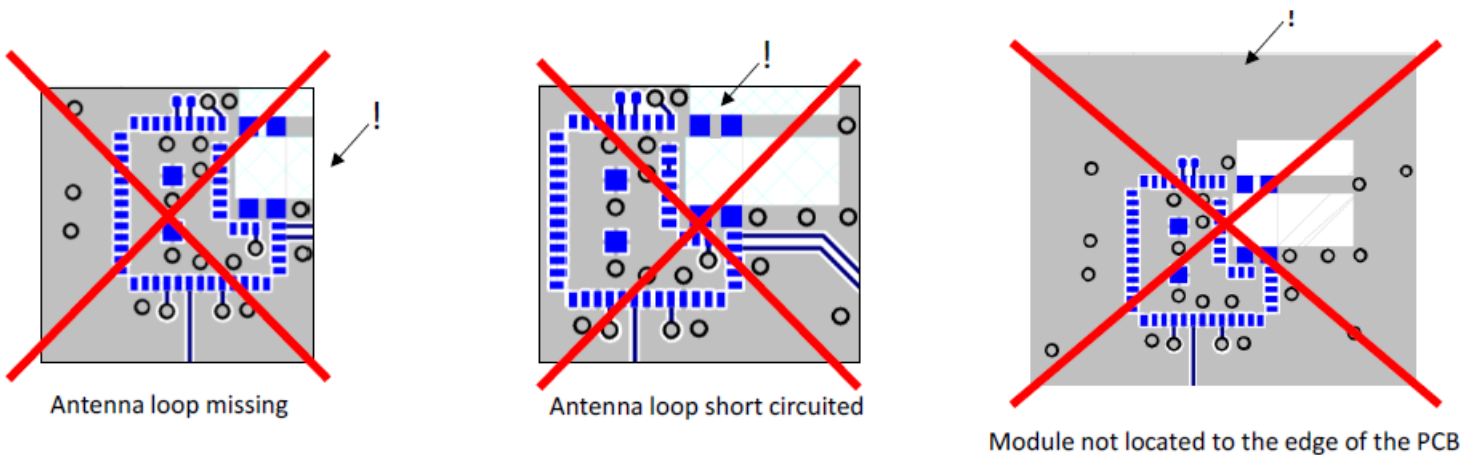 !
!
!
Antenna loop missing
Antenna loop short circuited
Module not located to the edge of the PCB